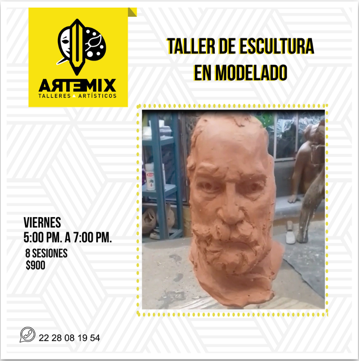 ARTEMIX
TALLERES ARTÍSTICOS
TALLER DE ESCULTURA
EN MODELADO
VIERNES
5:00 PM. A 7:00 PM.
8 SESIONES
$900
22 28 08 19 54